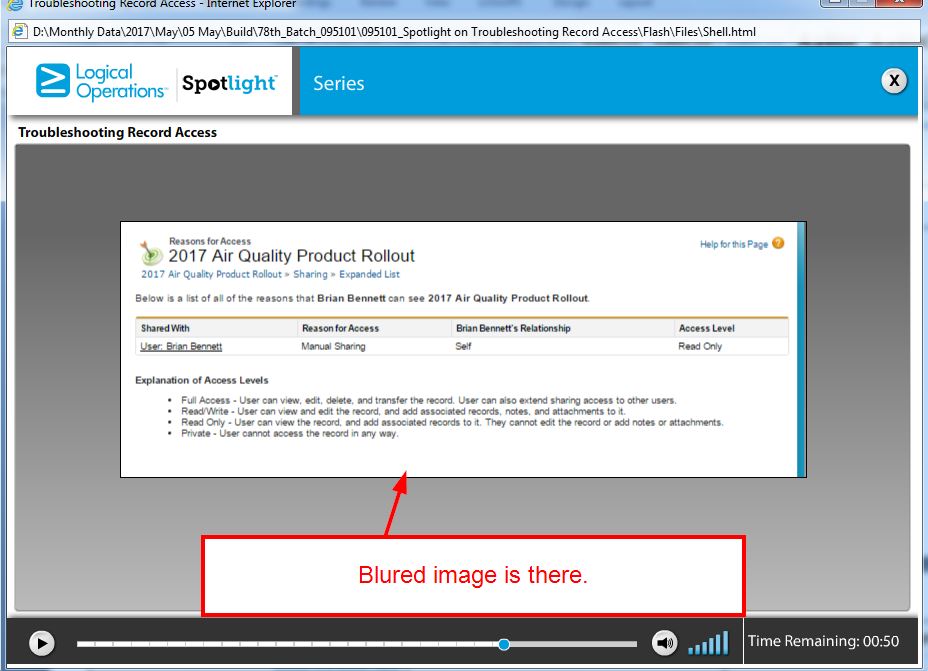 Troubleshooting Record Access - Internet Explorer
D:\Monthly Data\2017\May\05 May\Build\78th_Batch_095101\095101_Spotlight on Troubleshooting Record Access\Flash\Files\Shell.html
Logical
Operations
Spotlight
Series
X
Troubleshooting Record Access
Reasons for Access
2017 Air Quality Product Rollout
Help for this Page ?
2017 Air Quality Product Rollout » Sharing » Expanded List
Below is a list of all of the reasons that Brian Bennett can see 2017 Air Quality Product Rollout.
Shared With Reason for Access Brian Bennett's Relationship Access Level
User: Brian Bennett Manual Sharing Self Read Only
Explanation of Access Levels
• Full Access - User can view, edit, delete, and transfer the record. User can also extend sharing access to other users.
• Read/Write - User can view and edit the record, and add associated records, notes, and attachments to it.
• Read Only - User can view the record, and add associated records to it. They cannot edit the record or add notes or attachments.
• Private - User cannot access the record in any way.
Blured image is there.
Time Remaining: 00:50